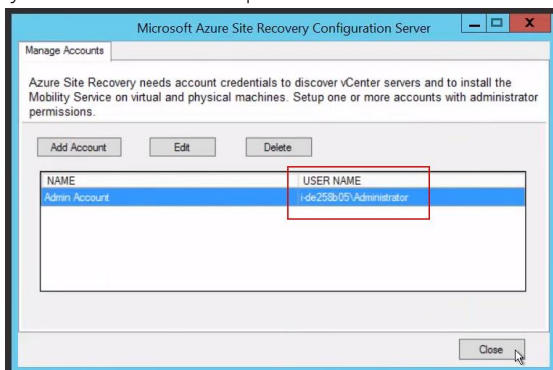 Microsoft Azure Site Recovery Configuration Server
Manage Accounts
Azure Site Recovery needs account credentials to discover vCenter servers and to install the
Mobility Service on virtual and physical machines. Setup one or more accounts with administrator
permissions.
Add Account Edit Delete
NAME USER NAME
Admin Account i-de258b05\Administrator
Close